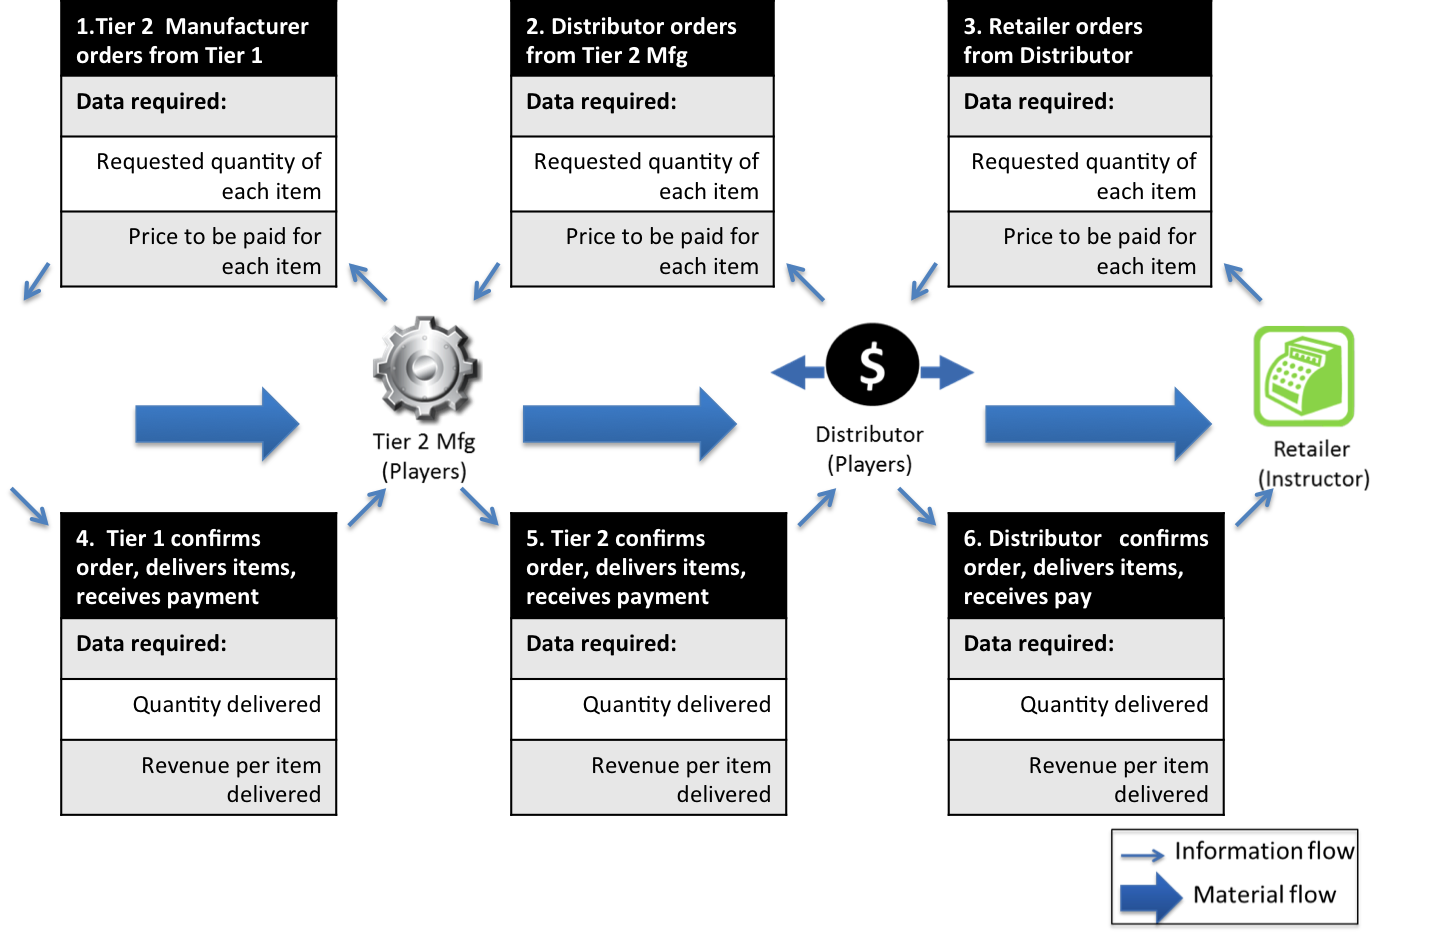 1.Tier 2  Manufacturer
orders from Tier 1
Data required:
Requested quantity of
each item
Price to be paid for
each item
2. Distributor orders
from Tier 2 Mfg
Data required:
Requested quantity of
each item
Price to be paid for
each item
3. Retailer orders
from Distributor
Data required:
Requested quantity of
each item
Price to be paid for
each item
Tier 2 Mfg
(Players)
$
Distributor
(Players)
Retailer
(Instructor)
4.  Tier 1 confirms
order, delivers items,
receives payment
Data required:
Quantity delivered
Revenue per item
delivered
5. Tier 2 confirms
order, delivers items,
receives payment
Data required:
Quantity delivered
Revenue per item
delivered
6. Distributor  confirms
order, delivers items,
receives pay
Data required:
Quantity delivered
Revenue per item
delivered
Information flow
Material flow